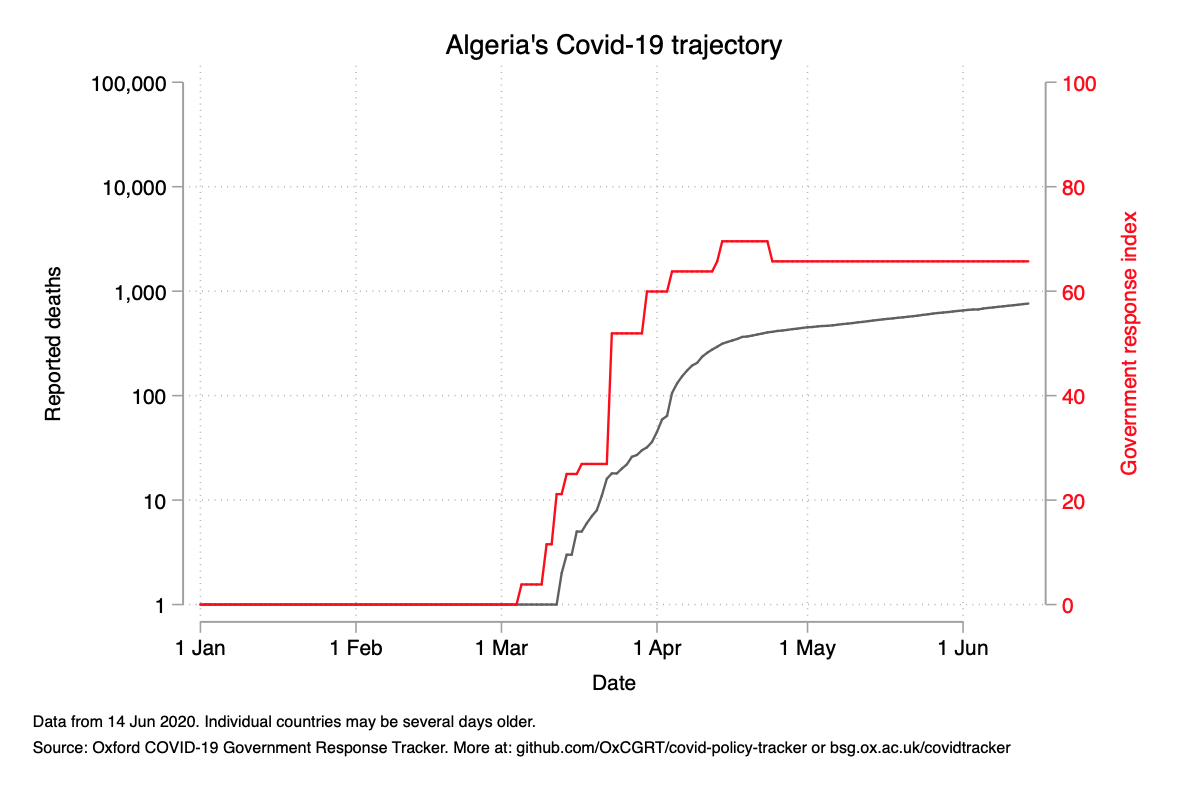 Algeria's Covid-19 trajectory
100,000
10,000
1,000
100
10
1
Reported deaths
100
80
60
40
20
0
Government response index
1 Jan
1 Feb
1 Mar
1 Apr
1 May
1 Jun
Date
Data from 14 Jun 2020. Individual countries may be several days older.
Source: Oxford COVID-19 Government Response Tracker. More at: github.com/OxCGRT/covid-policy-tracker or bsg.ox.ac.uk/covidtracker